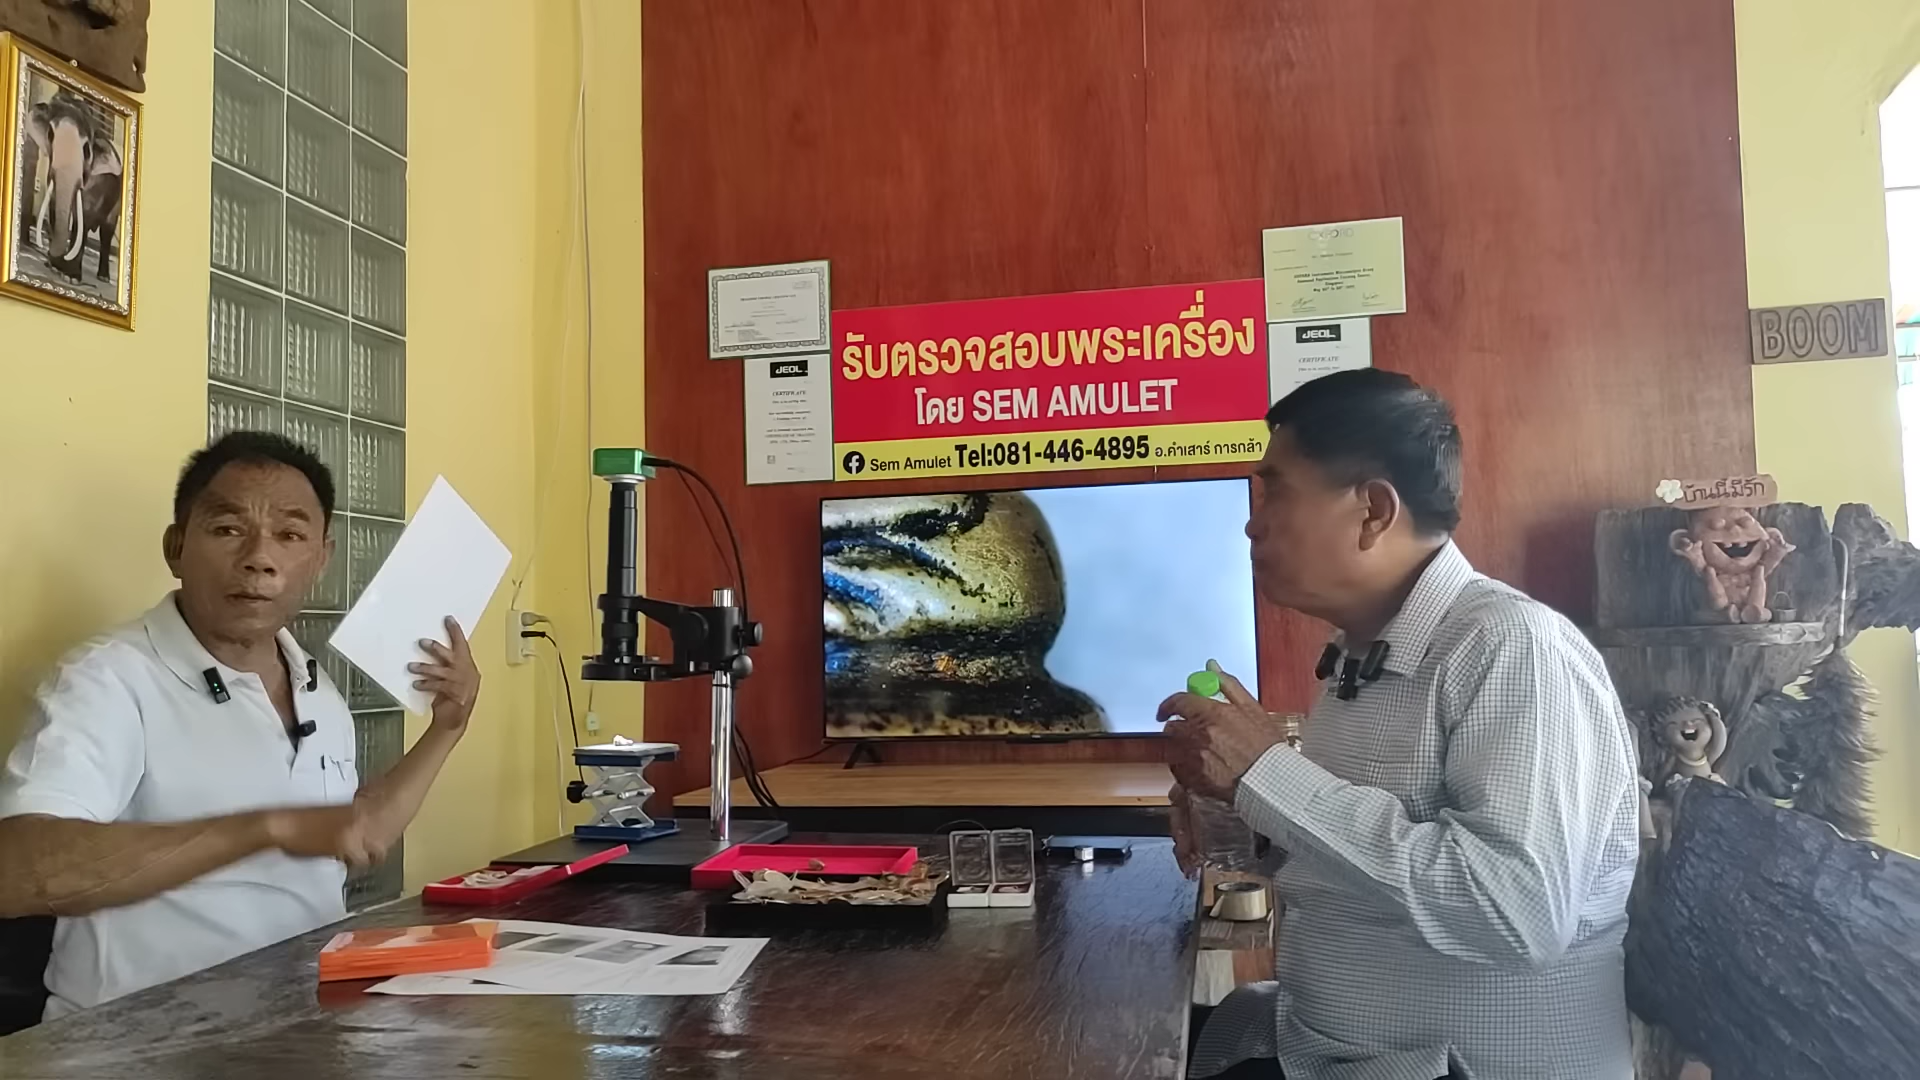 รับตรวจสอบพระเครื่อง
โดย SEM AMULET
Sem Amulet Tel:081-446-4895 อ.คำเสาร์ การกล้า
JEOL
CERTIFICATE
JEOL
CERTIFICATE
OXFORD
BOOM
บ้านนี้มีรัก